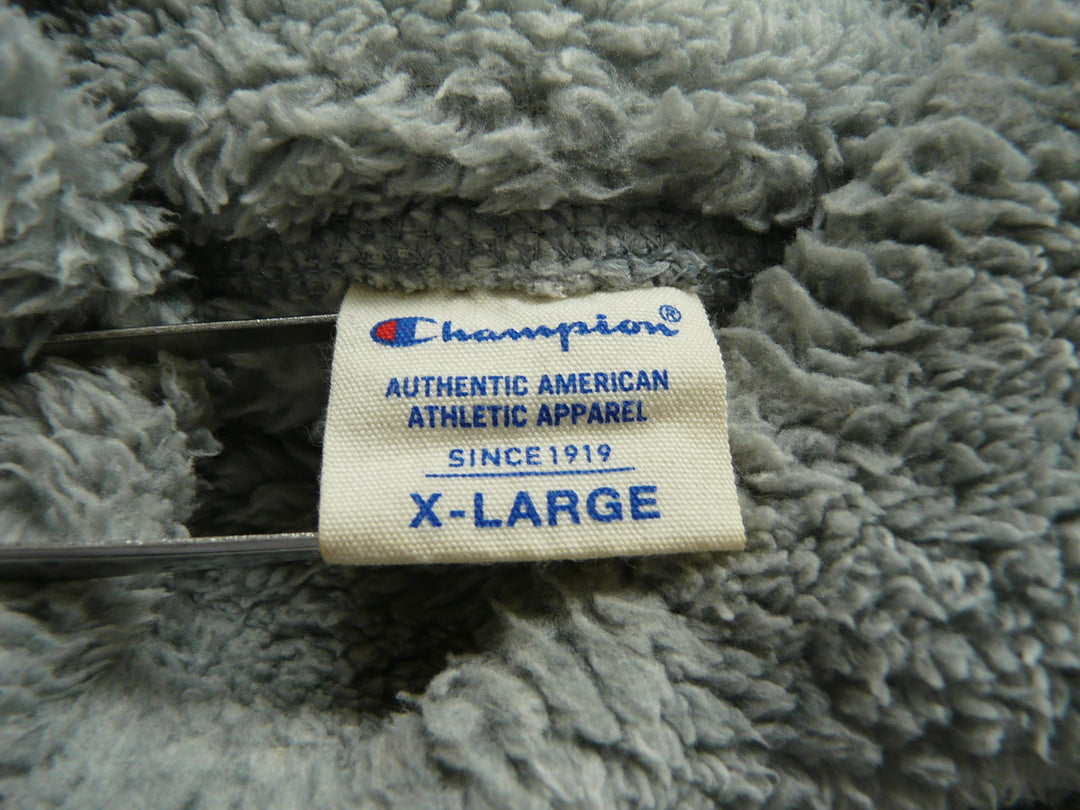 Champion®
AUTHENTIC AMERICAN
ATHLETIC APPAREL
SINCE 1919
X-LARGE